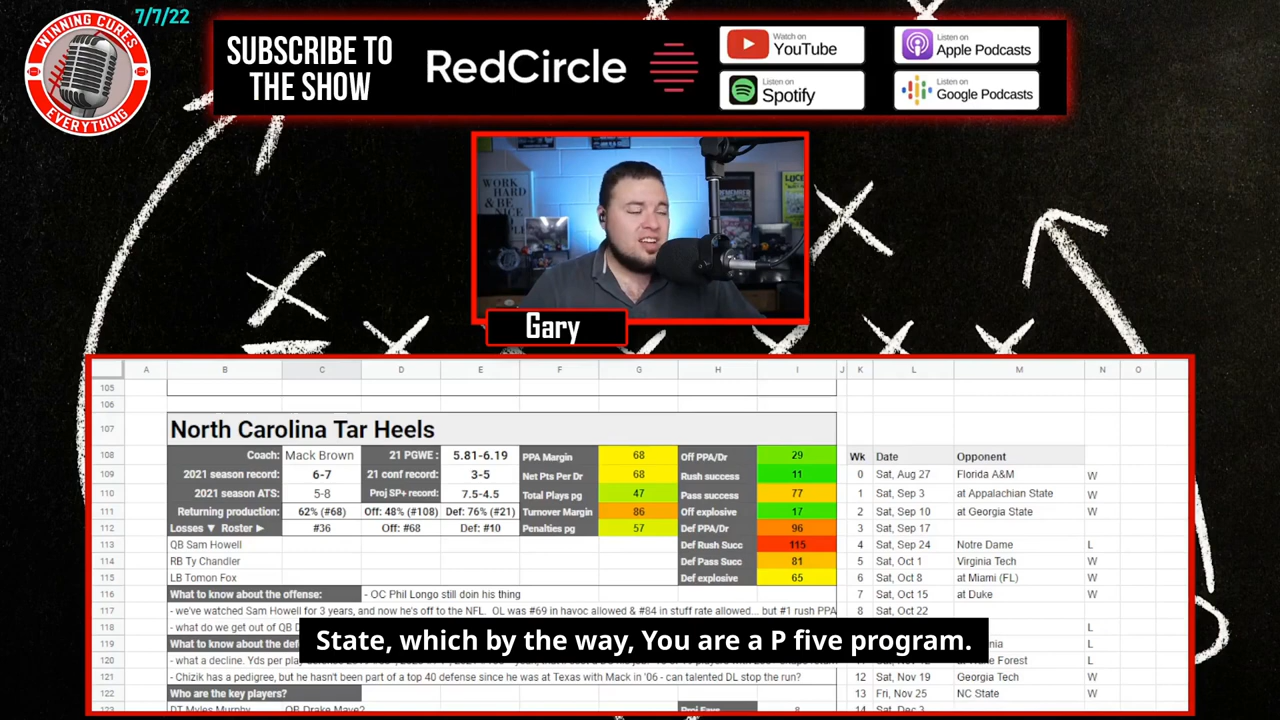 7/7/22
WINNING CURES
EVERYTHING
SUBSCRIBE TO
THE SHOW
RedCircle
Watch on
YouTube
Listen on
Spotify
Listen on
Apple Podcasts
Listen on
Google Podcasts
WORK
HARD
& BE
NICE
REMEMBER
Gary
A B C D E F G H I J K L M N O
105
106
107 North Carolina Tar Heels
108 Coach: Mack Brown 21 PGWE : 5.81-6.19 PPA Margin 68 Off PPA/Dr 29 Wk Date Opponent
109 2021 season record: 6-7 21 conf record: 3-5 Net Pts Per Dr 68 Rush success 11 0 Sat, Aug 27 Florida A&M W
110 2021 season ATS: 5-8 Proj SP+ record: 7.5-4.5 Total Plays pg 47 Pass success 77 1 Sat, Sep 3 at Appalachian State W
111 Returning production: 62% (#68) Off: 48% (#108) Def: 76% (#21) Turnover Margin 86 Off explosive 17 2 Sat, Sep 10 at Georgia State W
112 Losses ▼ Roster ► #36 Off: #68 Def: #10 Penalties pg 57 Def PPA/Dr 96 3 Sat, Sep 17
113 QB Sam Howell Def Rush Succ 115 4 Sat, Sep 24 Notre Dame L
114 RB Ty Chandler Def Pass Succ 81 5 Sat, Oct 1 Virginia Tech W
115 LB Tomon Fox Def explosive 65 6 Sat, Oct 8 at Miami (FL) W
116 What to know about the offense: - OC Phil Longo still doin his thing 7 Sat, Oct 15 at Duke W
117 - we've watched Sam Howell for 3 years, and now he's off to the NFL. OL was #69 in havoc allowed & #84 in stuff rate allowed... but #1 rush PPA 8 Sat, Oct 22
118 - what do we get out of QB D L
119 What to know about the def L
120 - what a decline. Yds per play Forest L
121 - Chizik has a pedigree, but he hasn't been part of a top 40 defense since he was at Texas with Mack in '06 - can talented DL stop the run? 12 Sat, Nov 19 Georgia Tech W
122 Who are the key players? 13 Fri, Nov 25 NC State W
123 DT Myles Murphy QB Drake Maye? Proj Favs 8 14 Sat, Dec 3
State, which by the way, You are a P five program.